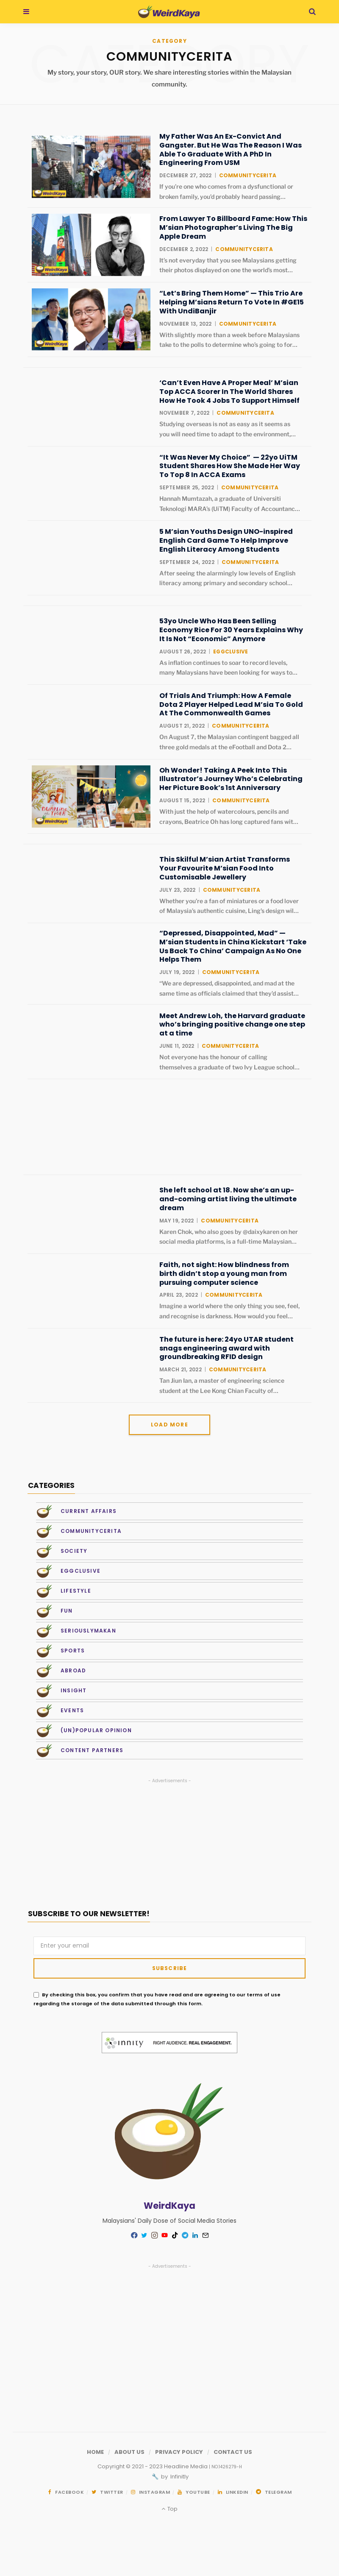 WeirdKaya
CATEGORY
COMMUNITYCERITA
My story, your story, OUR story. We share interesting stories within the Malaysian
community.
My Father Was An Ex-Convict And
Gangster. But He Was The Reason I Was
Able To Graduate With A PhD In
Engineering From USM
DECEMBER 27, 2022 | COMMUNITYCERITA
If you're one who comes from a dysfunctional or
broken family, you'd probably heard passing...
From Lawyer To Billboard Fame: How This
M'sian Photographer's Living The Big
Apple Dream
DECEMBER 2, 2022 | COMMUNITYCERITA
It's not everyday that you see Malaysians getting
their photos displayed on one the world's most...
"Let's Bring Them Home" — This Trio Are
Helping M'sians Return To Vote In #GE15
With UndiBanjir
NOVEMBER 13, 2022 | COMMUNITYCERITA
With slightly more than a week before Malaysians
take to the polls to determine who's going to for...
'Can't Even Have A Proper Meal' M'sian
Top ACCA Scorer In The World Shares
How He Took 4 Jobs To Support Himself
NOVEMBER 7, 2022 | COMMUNITYCERITA
Studying overseas is not as easy as it seems as
you will need time to adapt to the environment,...
"It Was Never My Choice" — 22yo UiTM
Student Shares How She Made Her Way
To Top 8 In ACCA Exams
SEPTEMBER 25, 2022 | COMMUNITYCERITA
Hannah Mumtazah, a graduate of Universiti
Teknologi MARA's (UiTM) Faculty of Accountanc...
5 M'sian Youths Design UNO-inspired
English Card Game To Help Improve
English Literacy Among Students
SEPTEMBER 24, 2022 | COMMUNITYCERITA
After seeing the alarmingly low levels of English
literacy among primary and secondary school...
53yo Uncle Who Has Been Selling
Economy Rice For 30 Years Explains Why
It Is Not "Economic" Anymore
AUGUST 26, 2022 | EGGCLUSIVE
As inflation continues to soar to record levels,
many Malaysians have been looking for ways to...
Of Trials And Triumph: How A Female
Dota 2 Player Helped Lead M'sia To Gold
At The Commonwealth Games
AUGUST 21, 2022 | COMMUNITYCERITA
On August 7, the Malaysian contingent bagged all
three gold medals at the eFootball and Dota 2...
Oh Wonder! Taking A Peek Into This
Illustrator's Journey Who's Celebrating
Her Picture Book's 1st Anniversary
AUGUST 15, 2022 | COMMUNITYCERITA
With just the help of watercolours, pencils and
crayons, Beatrice Oh has long captured fans wit...
This Skilful M'sian Artist Transforms
Your Favourite M'sian Food Into
Customisable Jewellery
JULY 23, 2022 | COMMUNITYCERITA
Whether you're a fan of miniatures or a food lover
of Malaysia's authentic cuisine, Ling's design wil...
"Depressed, Disappointed, Mad" —
M'sian Students in China Kickstart 'Take
Us Back To China' Campaign As No One
Helps Them
JULY 19, 2022 | COMMUNITYCERITA
"We are depressed, disappointed, and mad at the
same time as officials claimed that they'd assist...
Meet Andrew Loh, the Harvard graduate
who's bringing positive change one step
at a time
JUNE 11, 2022 | COMMUNITYCERITA
Not everyone has the honour of calling
themselves a graduate of two Ivy League school...
She left school at 18. Now she's an up-
and-coming artist living the ultimate
dream
MAY 19, 2022 | COMMUNITYCERITA
Karen Chok, who also goes by @daixykaren on her
social media platforms, is a full-time Malaysian...
Faith, not sight: How blindness from
birth didn't stop a young man from
pursuing computer science
APRIL 23, 2022 | COMMUNITYCERITA
Imagine a world where the only thing you see, feel,
and recognise is darkness. How would you feel...
The future is here: 24yo UTAR student
snags engineering award with
groundbreaking RFID design
MARCH 21, 2022 | COMMUNITYCERITA
Tan Jiun Ian, a master of engineering science
student at the Lee Kong Chian Faculty of...
LOAD MORE
CATEGORIES
CURRENT AFFAIRS
COMMUNITYCERITA
SOCIETY
EGGCLUSIVE
LIFESTYLE
FUN
SERIOUSLYMAKAN
SPORTS
ABROAD
INSIGHT
EVENTS
(UN)POPULAR OPINION
CONTENT PARTNERS
- Advertisements -
SUBSCRIBE TO OUR NEWSLETTER!
Enter your email
SUBSCRIBE
By checking this box, you confirm that you have read and are agreeing to our terms of use
regarding the storage of the data submitted through this form.
innity RIGHT AUDIENCE. REAL ENGAGEMENT.
WeirdKaya
Malaysians' Daily Dose of Social Media Stories
- Advertisements -
HOME / ABOUT US / PRIVACY POLICY / CONTACT US
Copyright © 2021 - 2023 Headline Media
by Infinity
FACEBOOK TWITTER INSTAGRAM YOUTUBE LINKEDIN TELEGRAM
Top